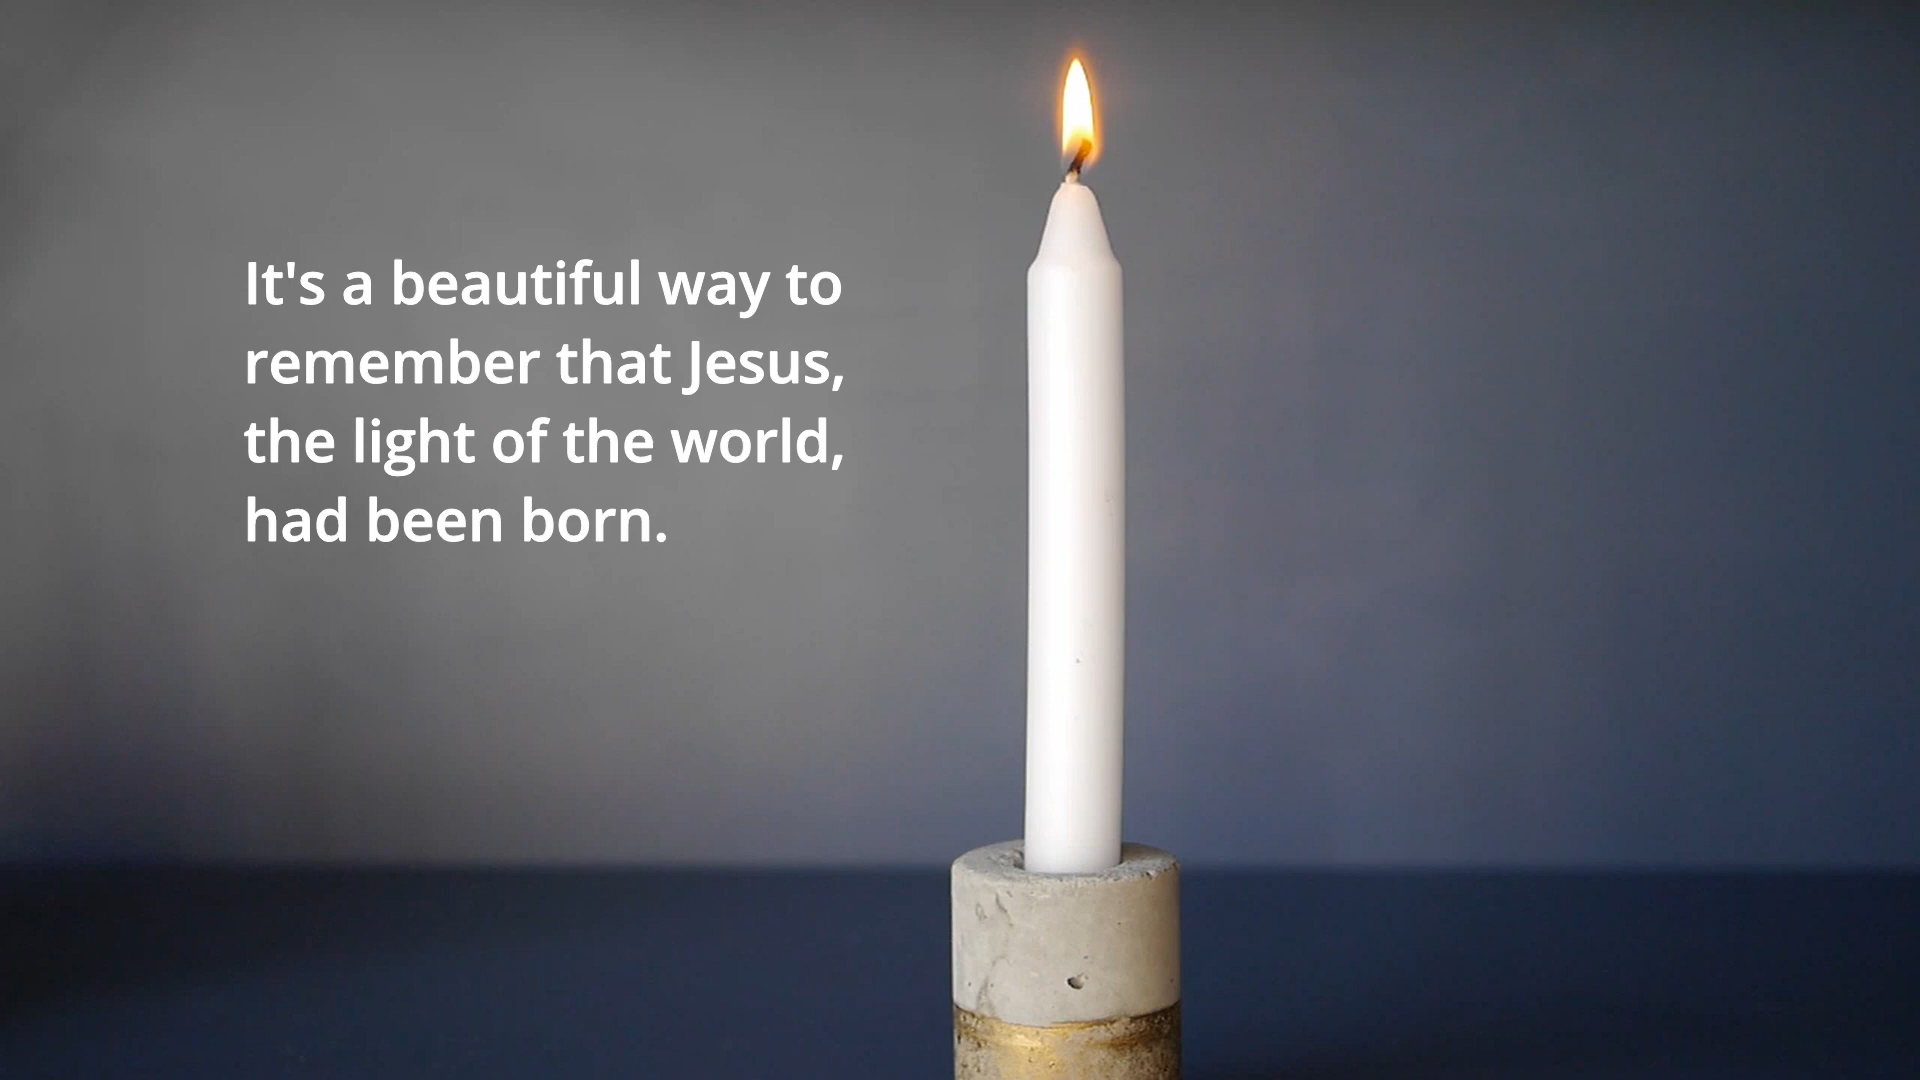 It's a beautiful way to
remember that Jesus,
the light of the world,
had been born.